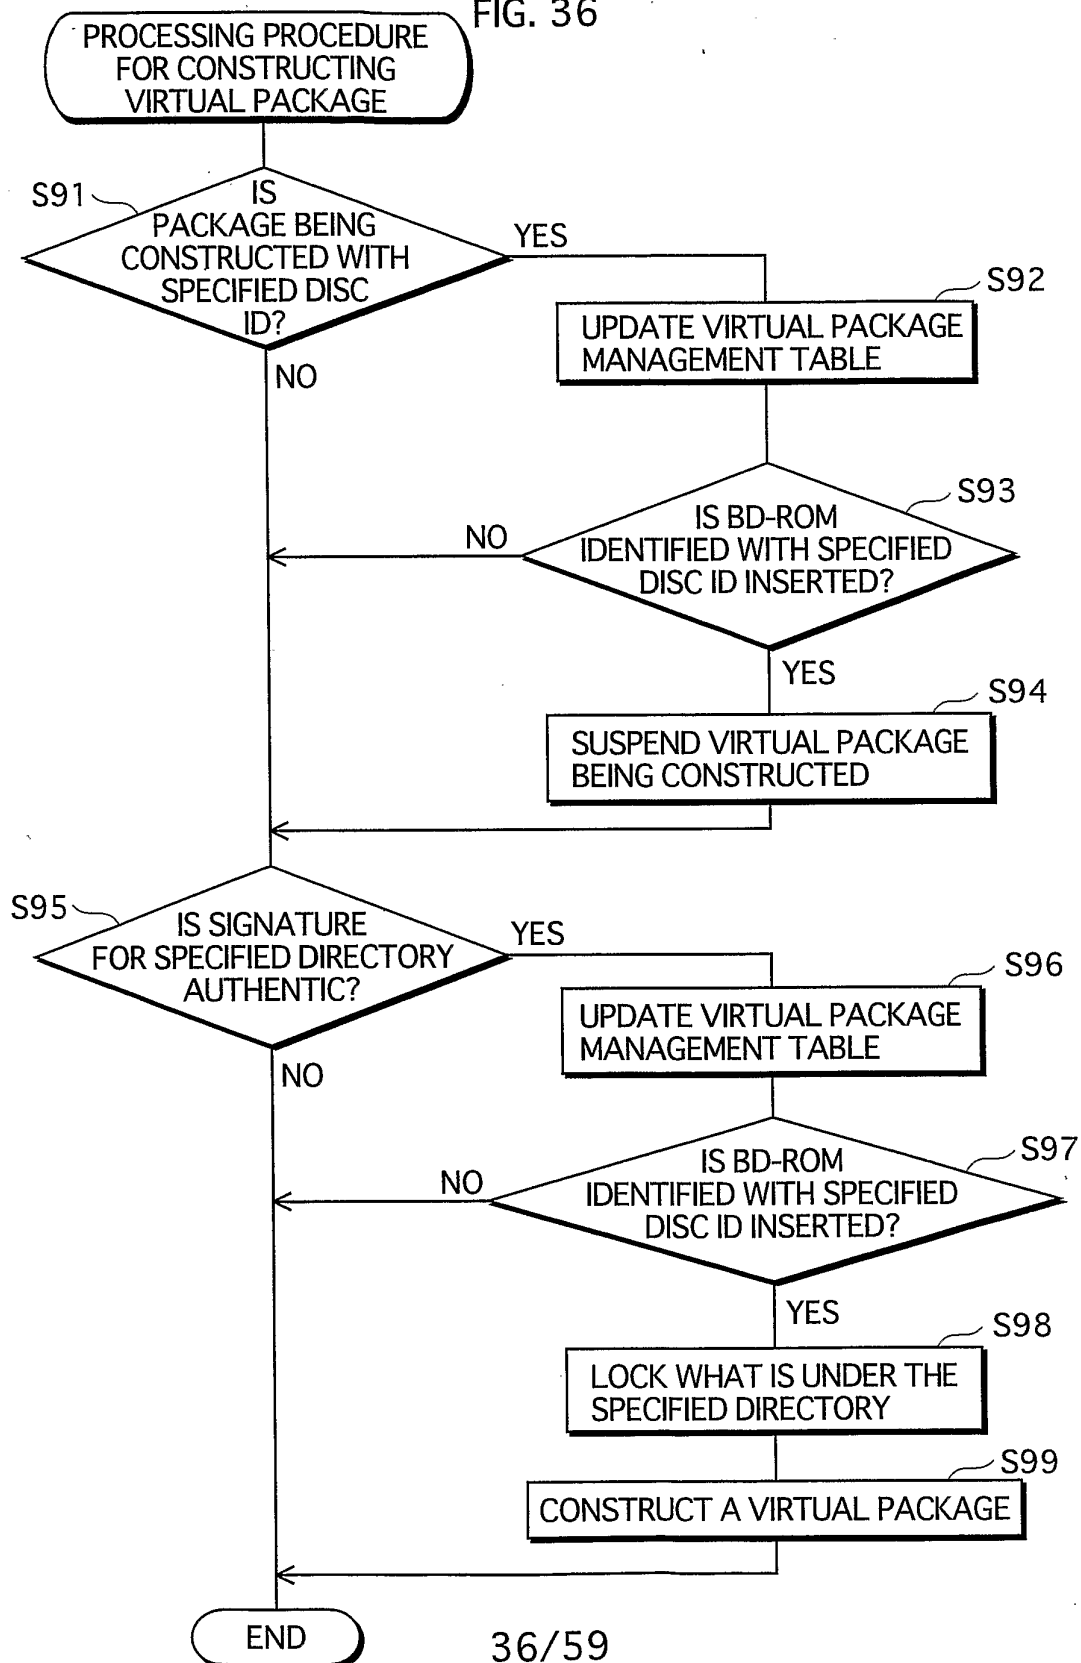 FIG. 36
PROCESSING PROCEDURE
FOR CONSTRUCTING
VIRTUAL PACKAGE
S91
IS
PACKAGE BEING
CONSTRUCTED WITH
SPECIFIED DISC
ID?
YES
NO
S92
UPDATE VIRTUAL PACKAGE
MANAGEMENT TABLE
S93
IS BD-ROM
IDENTIFIED WITH SPECIFIED
DISC ID INSERTED?
NO
YES
S94
SUSPEND VIRTUAL PACKAGE
BEING CONSTRUCTED
S95
IS SIGNATURE
FOR SPECIFIED DIRECTORY
AUTHENTIC?
YES
NO
S96
UPDATE VIRTUAL PACKAGE
MANAGEMENT TABLE
S97
IS BD-ROM
IDENTIFIED WITH SPECIFIED
DISC ID INSERTED?
NO
YES
S98
LOCK WHAT IS UNDER THE
SPECIFIED DIRECTORY
S99
CONSTRUCT A VIRTUAL PACKAGE
END
36/59